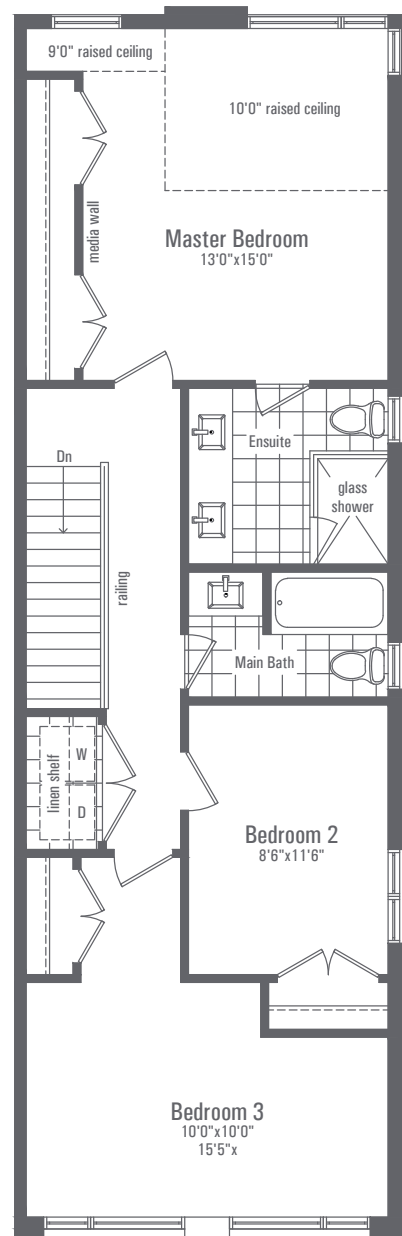 9'0" raised ceiling
10'0" raised ceiling
media wall
Master Bedroom
13'0"x15'0"
Dn
Ensuite
glass
shower
railing
Main Bath
linen shelf
W
D
Bedroom 2
8'6"x11'6"
Bedroom 3
10'0"x10'0"
15'5"x